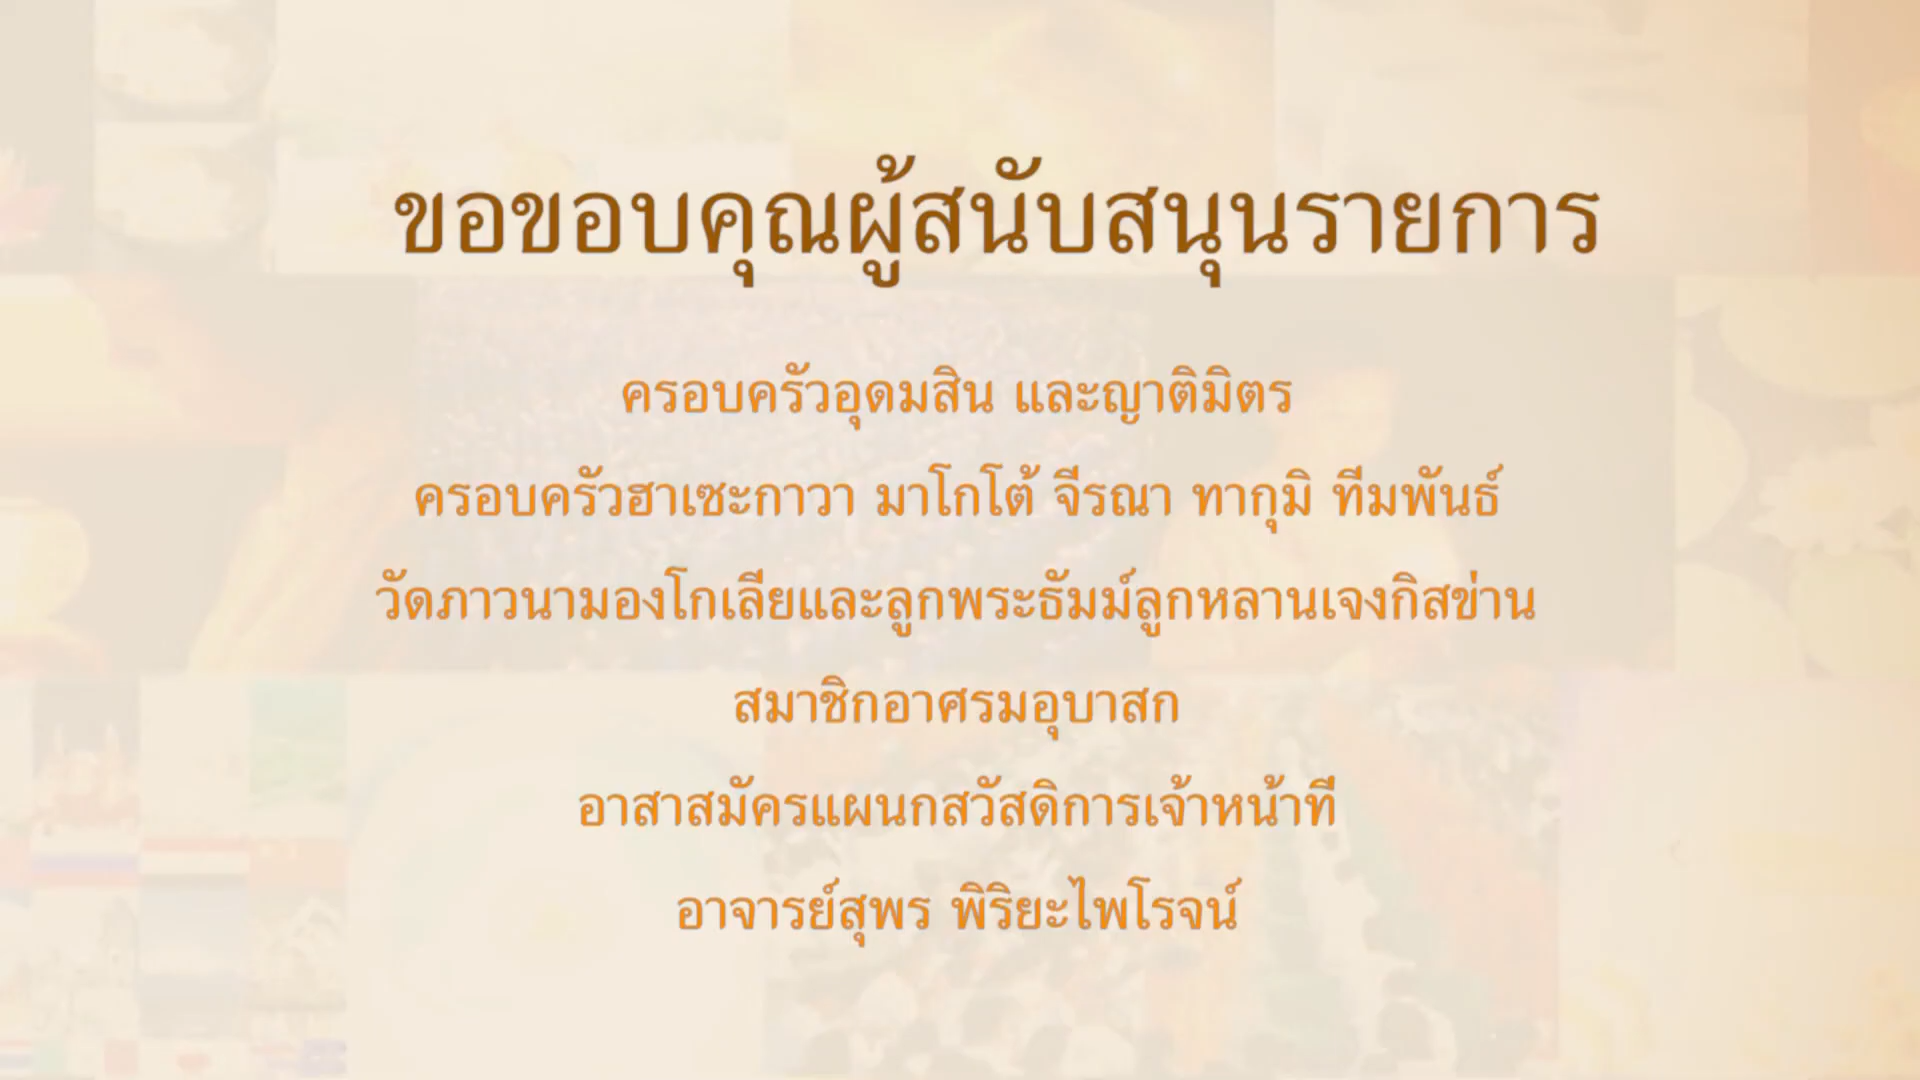 ขอขอบคุณผู้สนับสนุนรายการ
ครอบครัวอุดมสิน และญาติมิตร
ครอบครัวฮาเซะกาวา มาโกโต้ จีรณา ทากุมิ ทีมพันธ์
วัดภาวนามองโกเลียและลูกพระธัมม์ลูกหลานเจงกิสข่าน
สมาชิกอาศรมอุบาสก
อาสาสมัครแผนกสวัสดิการเจ้าหน้าที่
อาจารย์สุพร พิริยะไพโรจน์